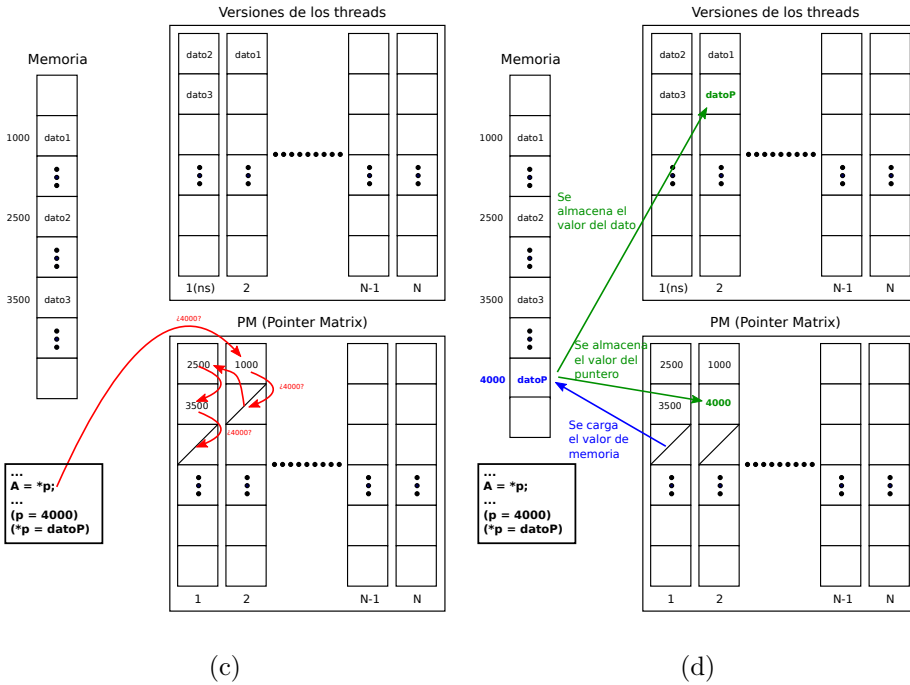 Versiones de los threads
Memoria
dato2 dato1
dato3
1000 dato1
2500 dato2
3500 dato3
1(ns) 2 N-1 N
PM (Pointer Matrix)
¿4000?
2500 1000
¿4000?
3500
¿4000?
...
A = *p;
...
(p = 4000)
(*p = datoP)
1 2 N-1 N
(c)
Versiones de los threads
Memoria
dato2 dato1
dato3 datoP
1000 dato1
Se
almacena el
valor del dato
2500 dato2
3500 dato3
1(ns) 2 N-1 N
PM (Pointer Matrix)
Se almacena
el valor del
puntero
2500 1000
4000 datoP
3500 4000
Se carga
el valor de
memoria
...
A = *p;
...
(p = 4000)
(*p = datoP)
1 2 N-1 N
(d)